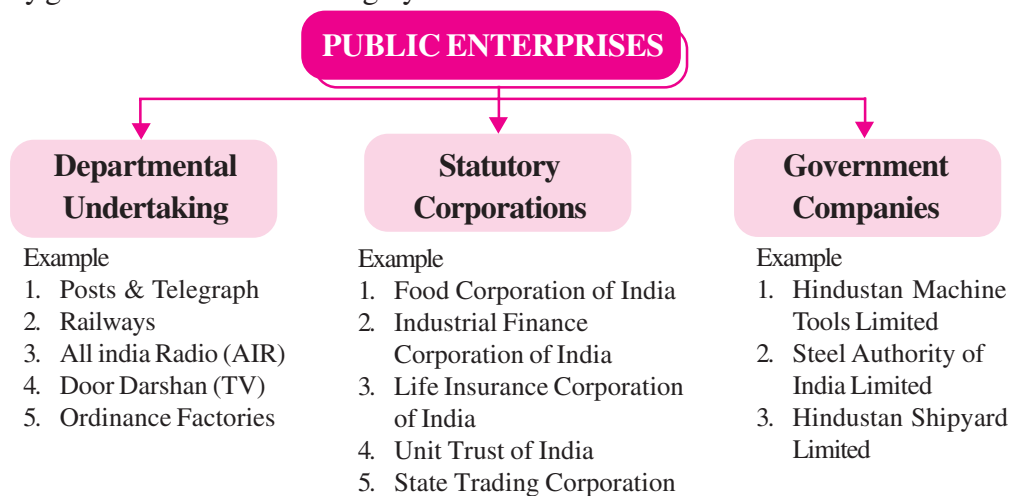 PUBLIC ENTERPRISES
Departmental
Undertaking
Example
1. Posts & Telegraph
2. Railways
3. All india Radio (AIR)
4. Door Darshan (TV)
5. Ordinance Factories
Statutory
Corporations
Example
1. Food Corporation of India
2. Industrial Finance
Corporation of India
3. Life Insurance Corporation
of India
4. Unit Trust of India
5. State Trading Corporation
Government
Companies
Example
1. Hindustan Machine
Tools Limited
2. Steel Authority of
India Limited
3. Hindustan Shipyard
Limited